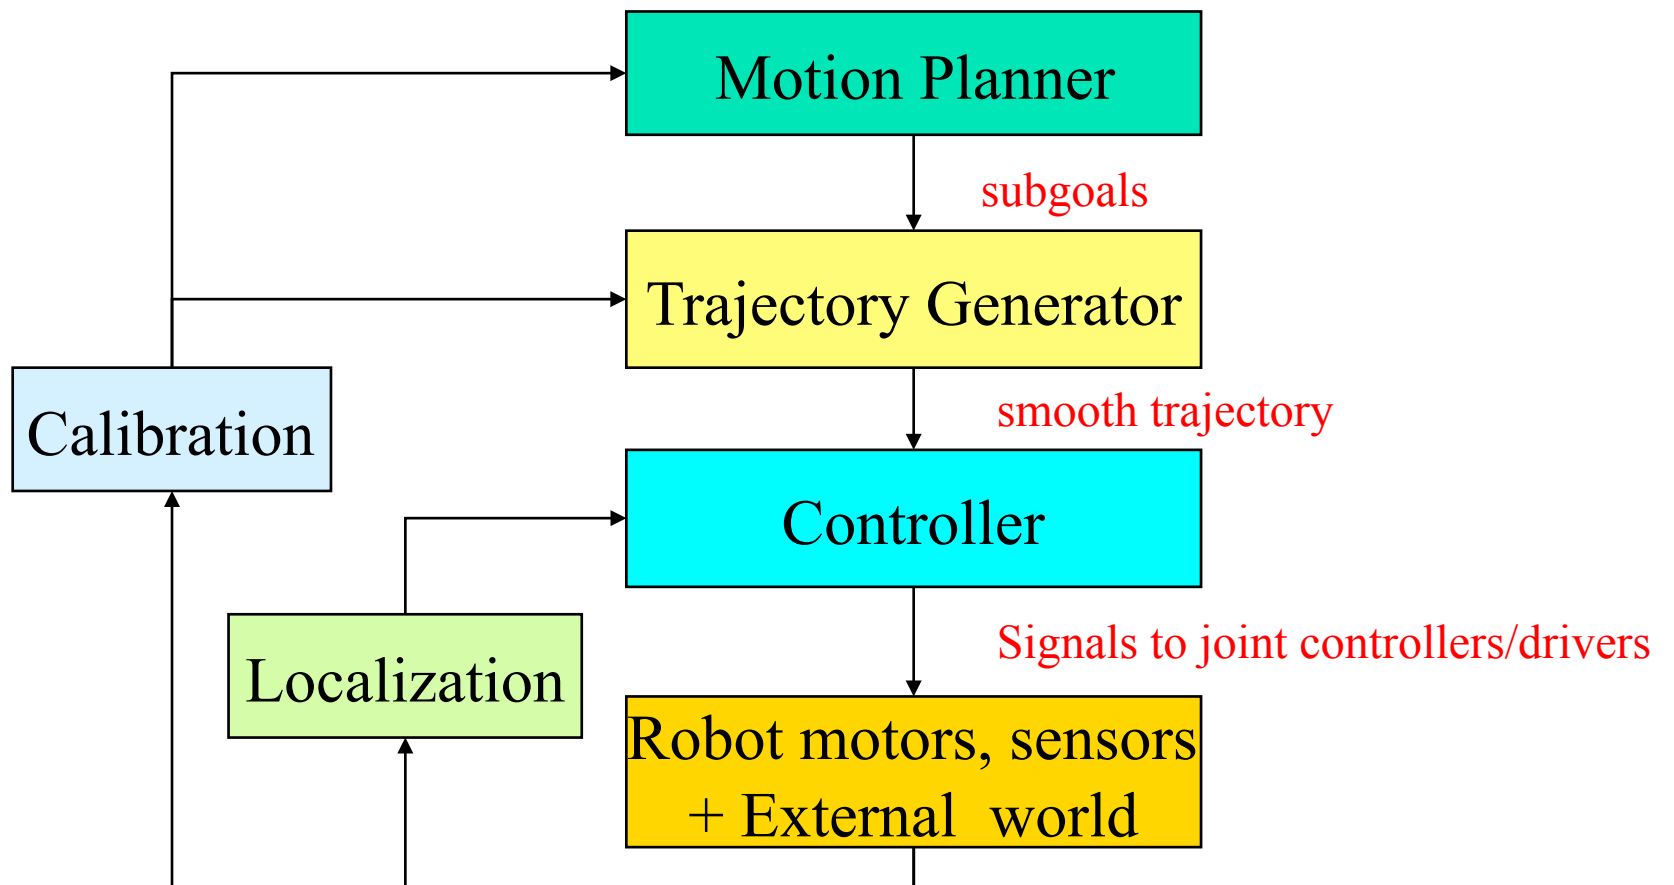 Motion Planner
subgoals
Trajectory Generator
smooth trajectory
Calibration
Controller
Signals to joint controllers/drivers
Localization
Robot motors, sensors
+ External  world